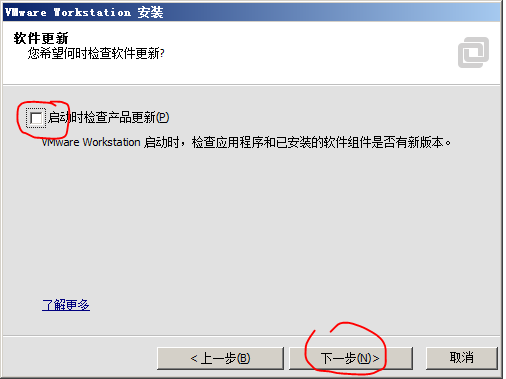 VMware Workstation 安装
软件更新
您希望何时检查软件更新?
启动时检查产品更新(P)
VMware Workstation 启动时，检查应用程序和已安装的软件组件是否有新版本。
了解更多
< 上一步(B)
下一步(N)>
取消